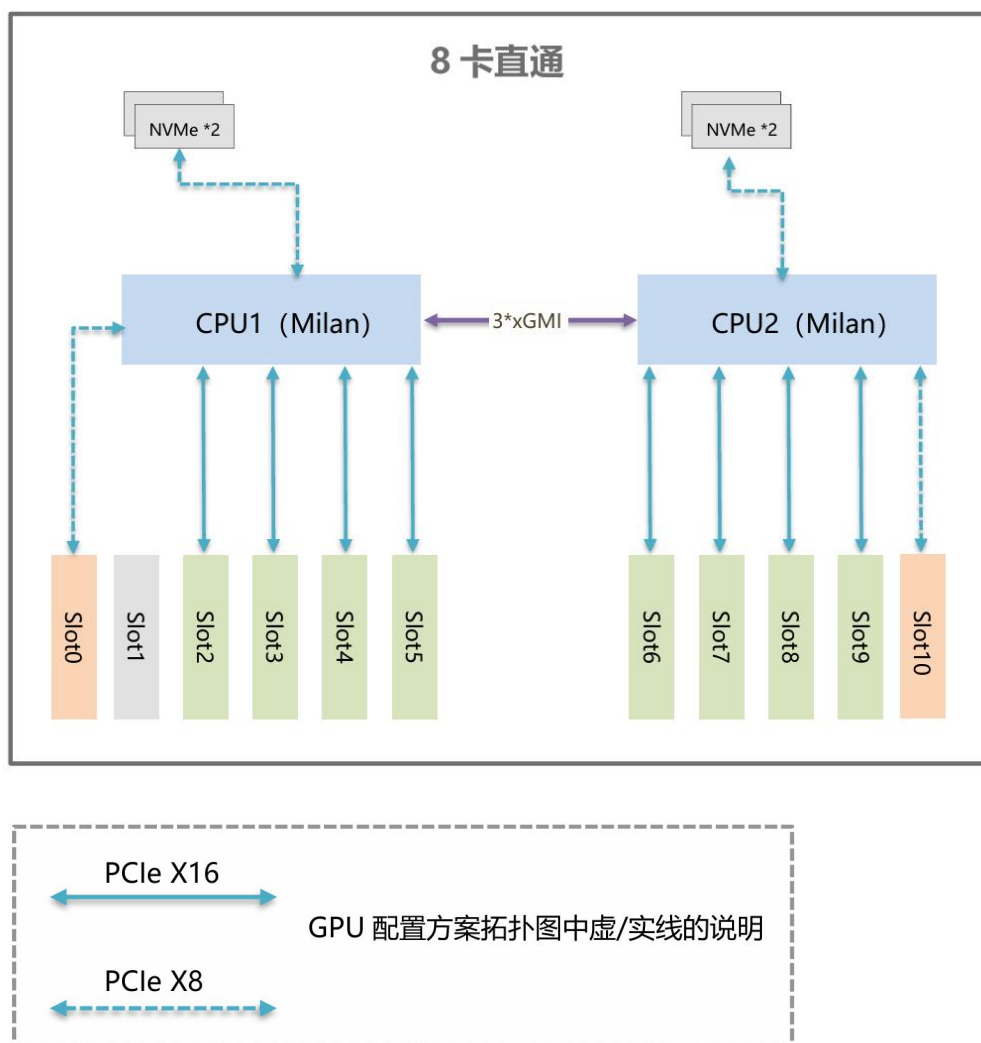 8 卡直通
NVMe *2
NVMe *2
CPU1（Milan）
3*xGMI
CPU2（Milan）
Slot0
Slot1
Slot2
Slot3
Slot4
Slot5
Slot6
Slot7
Slot8
Slot9
Slot10
PCIe X16
GPU 配置方案拓扑图中虚/实线的说明
PCIe X8